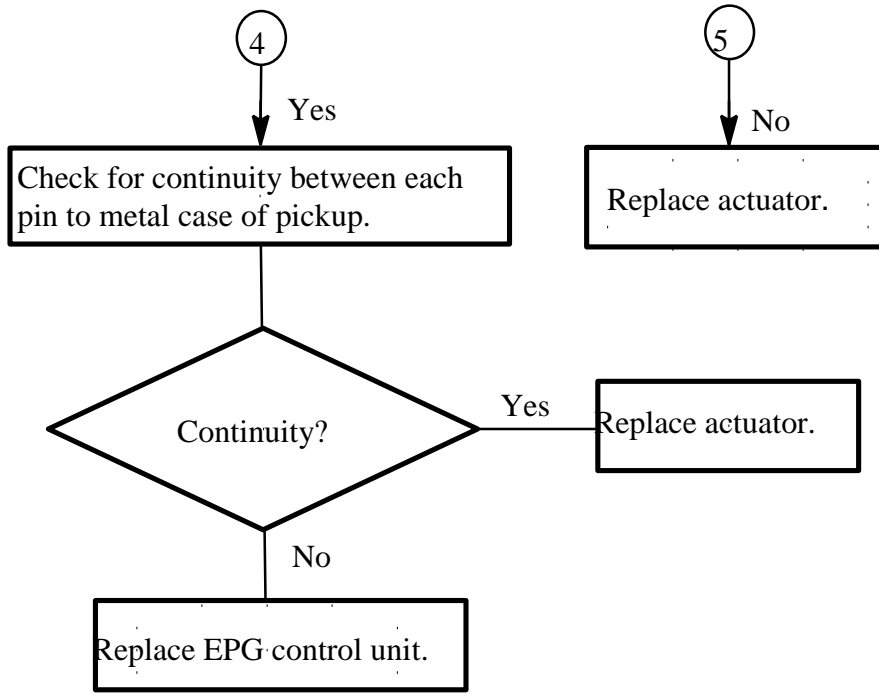 4
Yes
Check for continuity between each
pin to metal case of pickup.
Continuity?
Yes
Replace actuator.
No
Replace EPG control unit.
5
No
Replace actuator.